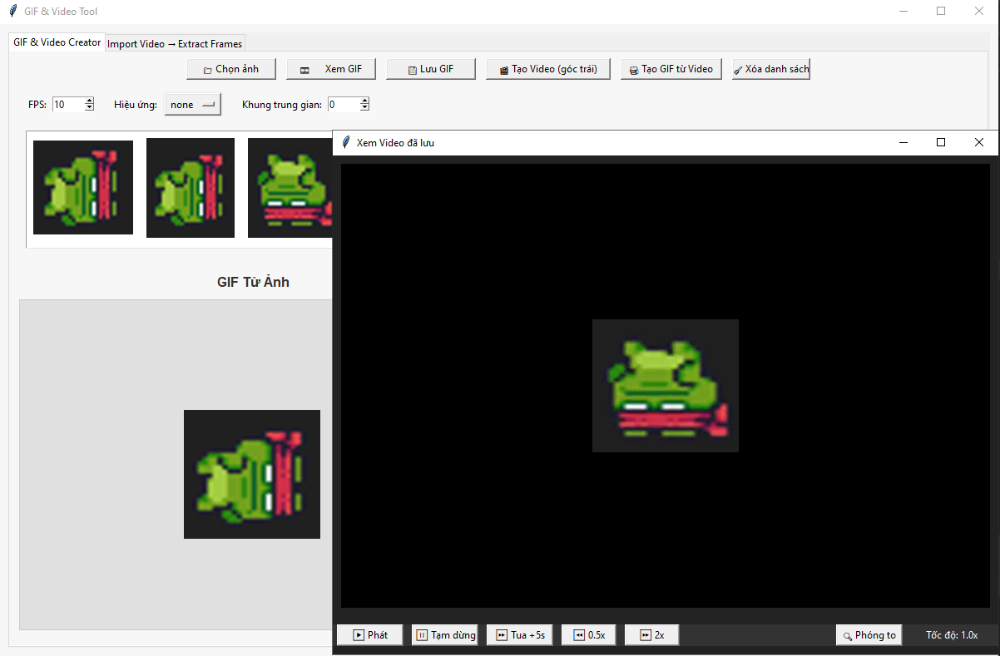 GIF & Video Tool
GIF & Video Creator Import Video → Extract Frames
Chọn ảnh Xem GIF Lưu GIF Tạo Video (góc trái) Tạo GIF từ Video Xóa danh sách
FPS: 10 Hiệu ứng: none Khung trung gian: 0
Xem Video đã lưu
GIF Từ Ảnh
Phát Tạm dừng Tua +5s 0.5x 2x Phóng to Tốc độ: 1.0x